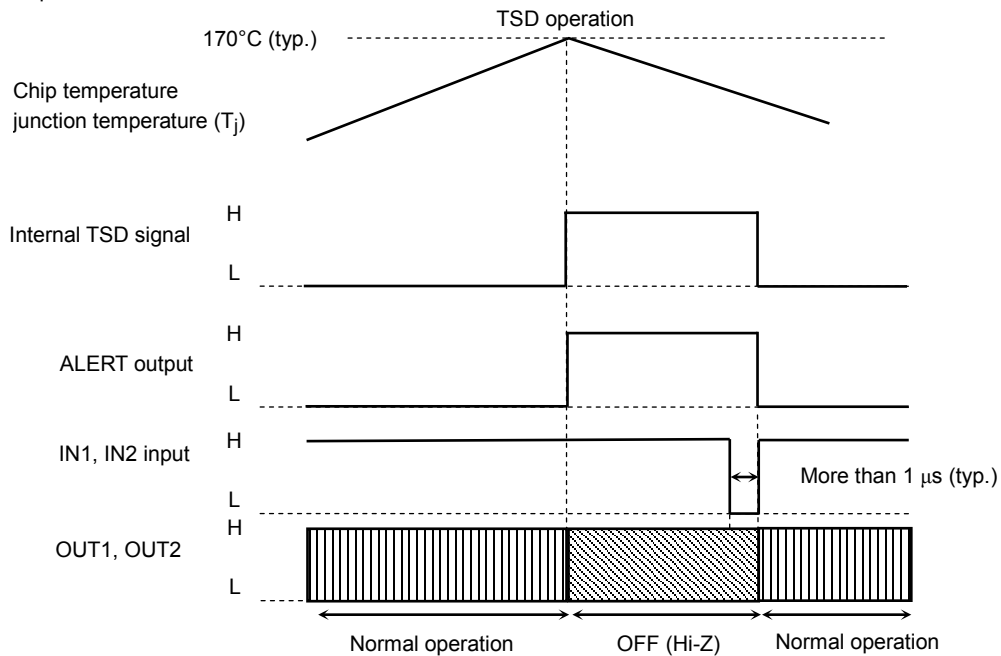 TSD operation
170°C (typ.)
Chip temperature
junction temperature (Tj)
H
Internal TSD signal
L
H
ALERT output
L
H
IN1, IN2 input
More than 1 μs (typ.)
L
H
OUT1, OUT2
L
Normal operation
OFF (Hi-Z)
Normal operation